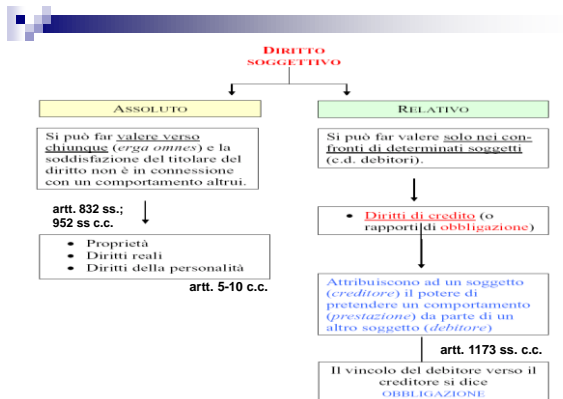 DIRITTO
SOGGETTIVO
ASSOLUTO
Si può far valere verso
chiunque (erga omnes) e la
soddisfazione del titolare del
diritto non è in connessione
con un comportamento altrui.
artt. 832 ss.;
952 ss c.c.
• Proprietà
• Diritti reali
• Diritti della personalità
artt. 5-10 c.c.
RELATIVO
Si può far valere solo nei con-
fronti di determinati soggetti
(c.d. debitori).
• Diritti di credito (o
rapporti di obbligazione)
Attribuiscono ad un soggetto
(creditore) il potere di
pretendere un comportamento
(prestazione) da parte di un
altro soggetto (debitore)
artt. 1173 ss. c.c.
Il vincolo del debitore verso il
creditore si dice
OBBLIGAZIONE